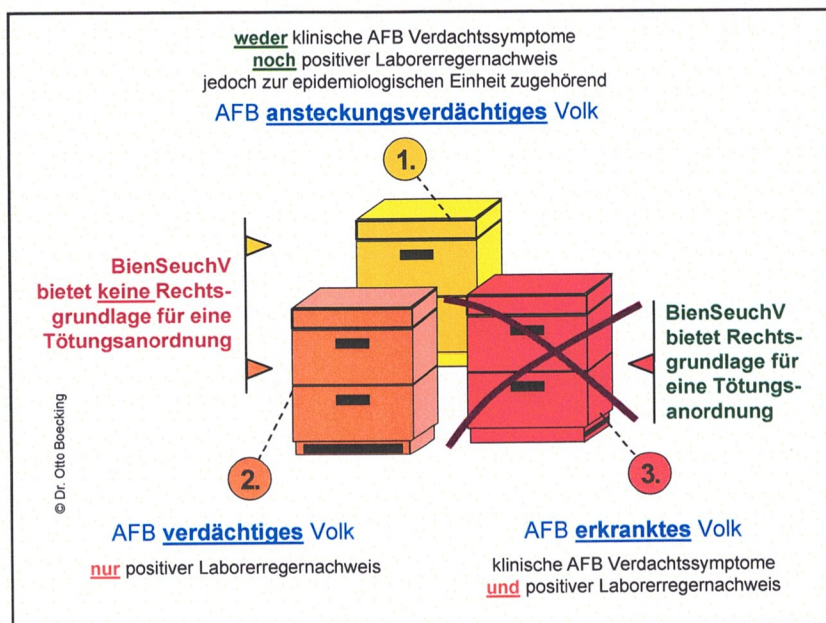 weder klinische AFB Verdachtssymptome
noch positiver Laborerregernachweis
jedoch zur epidemiologischen Einheit zugehörend
AFB ansteckungsverdächtiges Volk
1.
BienSeuchV
bietet keine Rechts-
grundlage für eine
Tötungsanordnung
BienSeuchV
bietet Rechts-
grundlage für
eine Tötungs-
anordnung
© Dr. Otto Boecking
2.
3.
AFB verdächtiges Volk
nur positiver Laborerregernachweis
AFB erkranktes Volk
klinische AFB Verdachtssymptome
und positiver Laborerregernachweis